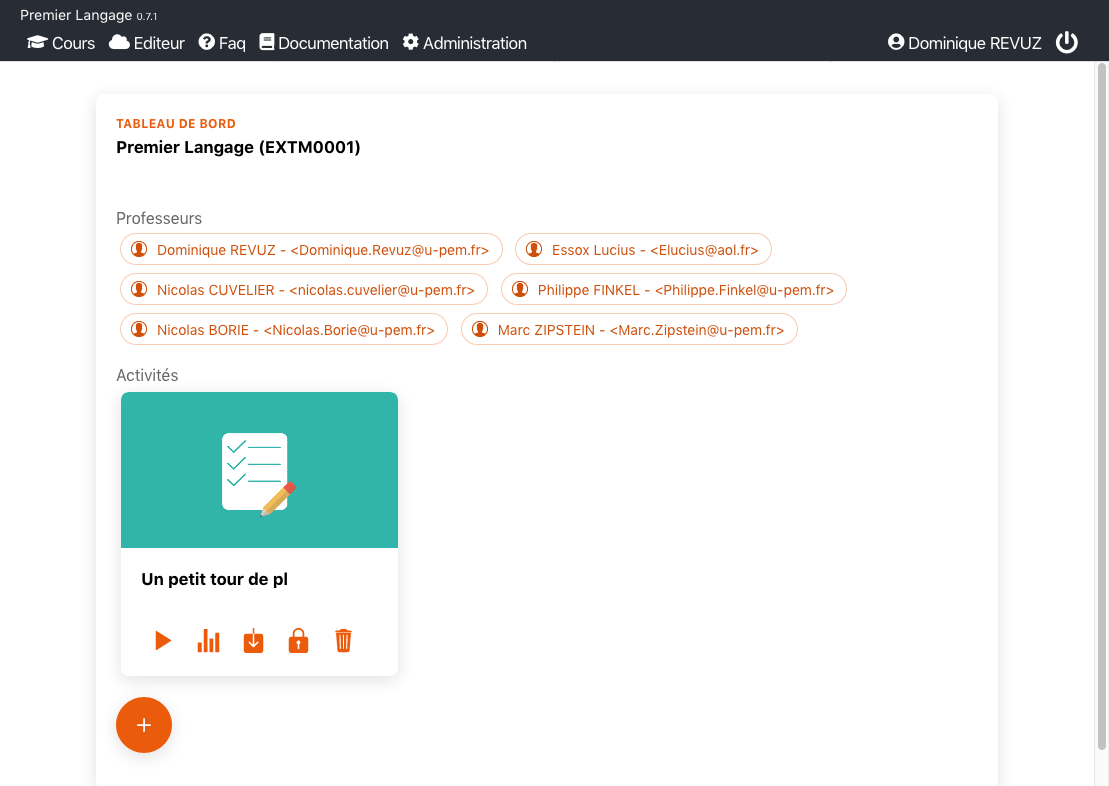 Premier Langage 0.7.1
Cours Editeur Faq Documentation Administration Dominique REVUZ
TABLEAU DE BORD
Premier Langage (EXTM0001)
Professeurs
Dominique REVUZ - <Dominique.Revuz@u-pem.fr> Essox Lucius - <Elucius@aol.fr>
Nicolas CUVELIER - <nicolas.cuvelier@u-pem.fr> Philippe FINKEL - <Philippe.Finkel@u-pem.fr>
Nicolas BORIE - <Nicolas.Borie@u-pem.fr> Marc ZIPSTEIN - <Marc.Zipstein@u-pem.fr>
Activités
Un petit tour de pl